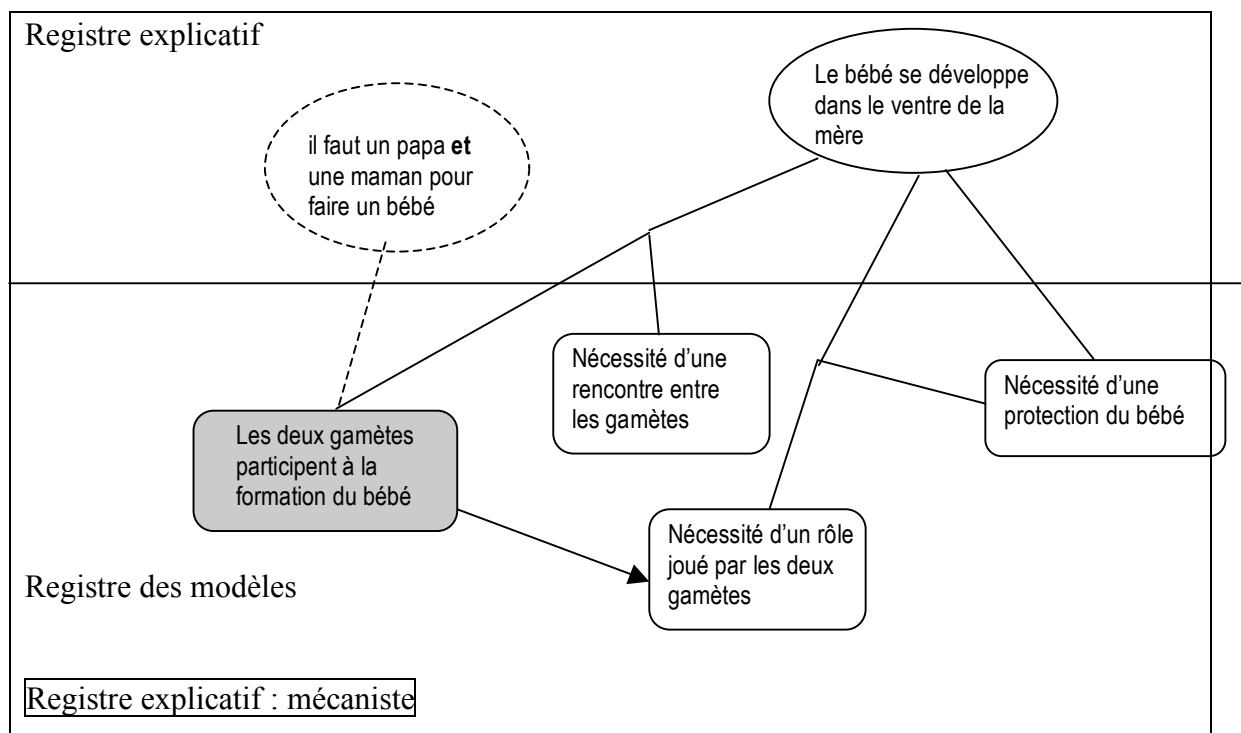 Registre explicatif
Le bébé se développe
dans le ventre de la
mère
il faut un papa et
une maman pour
faire un bébé
Nécessité d'une
rencontre entre
les gamètes
Nécessité d'une
protection du bébé
Les deux gamètes
participent à la
formation du bébé
Nécessité d'un rôle
joué par les deux
gamètes
Registre des modèles
Registre explicatif : mécaniste